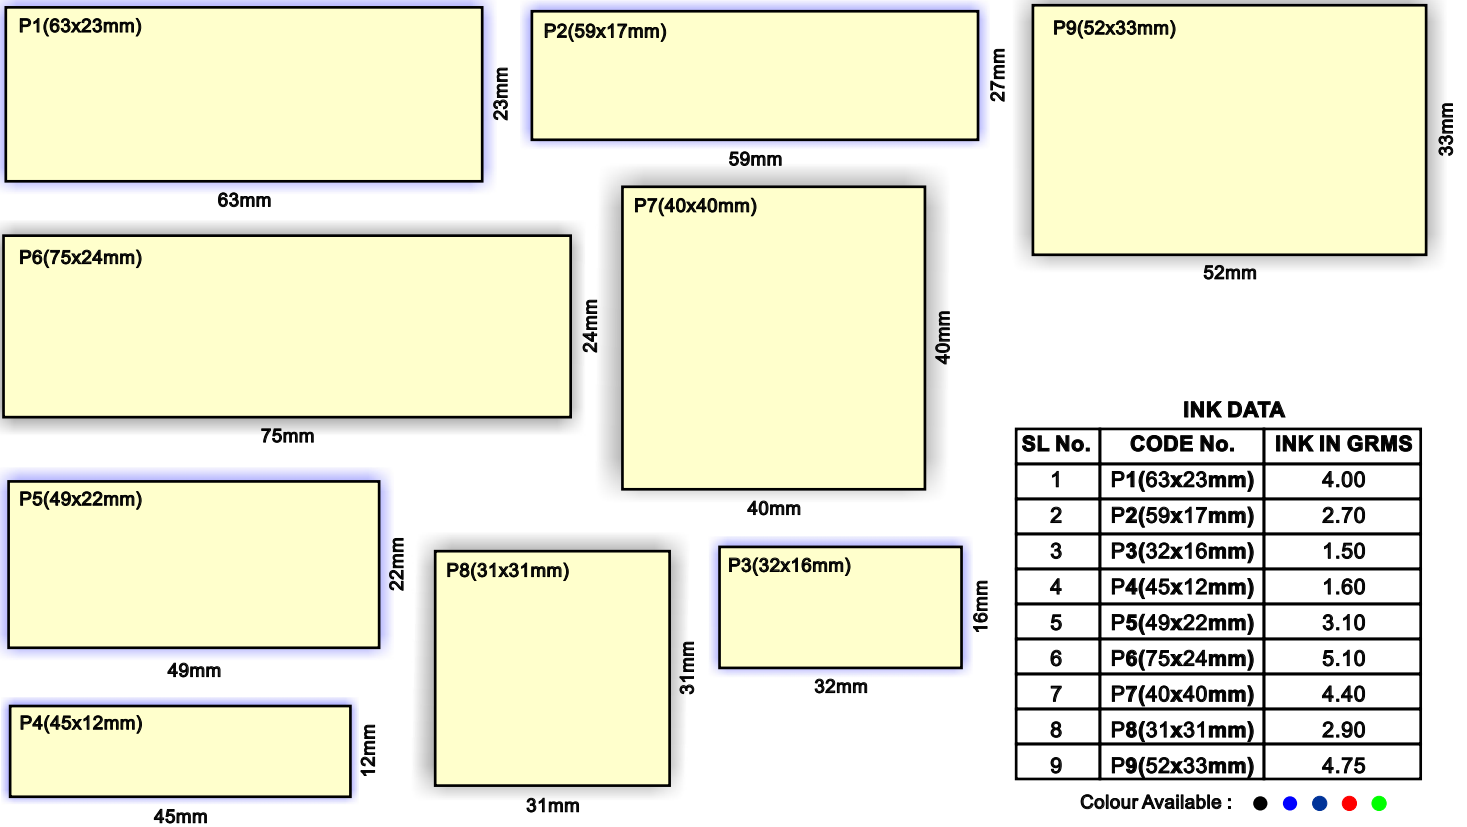 P1(63x23mm)
23mm
63mm
P2(59x17mm)
27mm
59mm
P9(52x33mm)
33mm
52mm
P6(75x24mm)
24mm
75mm
P7(40x40mm)
40mm
40mm
P5(49x22mm)
22mm
49mm
P8(31x31mm)
31mm
31mm
P3(32x16mm)
16mm
32mm
P4(45x12mm)
12mm
45mm
INK DATA
SL No. CODE No. INK IN GRMS
1 P1(63x23mm) 4.00
2 P2(59x17mm) 2.70
3 P3(32x16mm) 1.50
4 P4(45x12mm) 1.60
5 P5(49x22mm) 3.10
6 P6(75x24mm) 5.10
7 P7(40x40mm) 4.40
8 P8(31x31mm) 2.90
9 P9(52x33mm) 4.75
Colour Available :